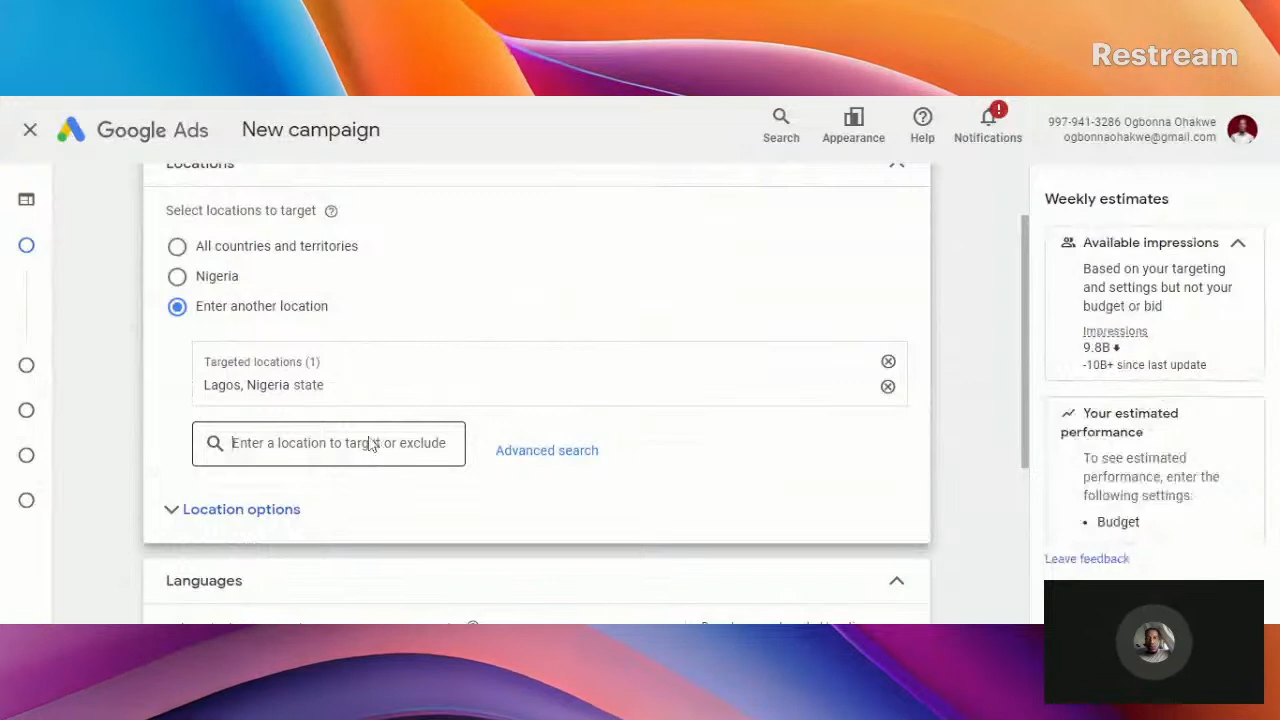 Restream
Google Ads
New campaign
Search
Appearance
Help
Notifications
997-941-3286 Ogbonna Ohakwe
ogbonnaohakwe@gmail.com
Locations
Select locations to target
All countries and territories
Nigeria
Enter another location
Targeted locations (1)
Lagos, Nigeria state
Enter a location to target or exclude
Advanced search
Location options
Languages
Weekly estimates
Available impressions
Based on your targeting
and settings but not your
budget or bid
Impressions
9.8B
-10B+ since last update
Your estimated
performance
To see estimated
performance, enter the
following settings:
• Budget
Leave feedback